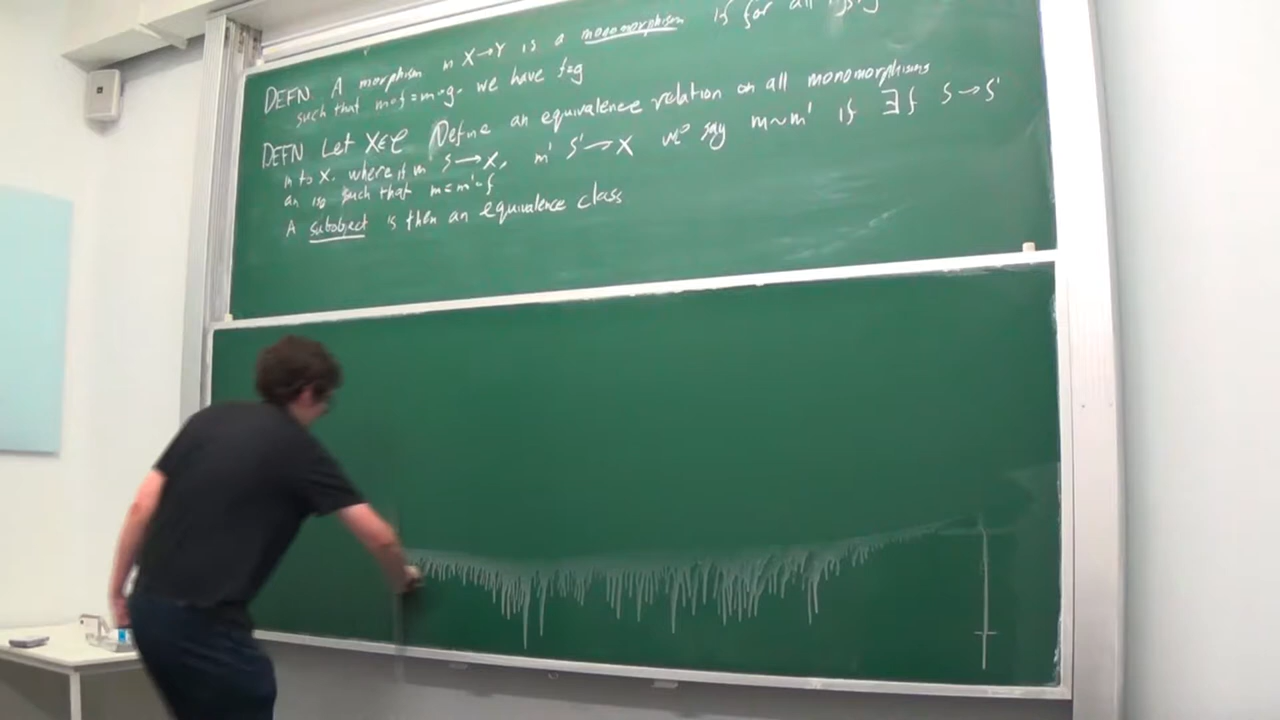 DEFN. A morphism m X→Y is a monomorphism if for all f,g
such that m∘f = m∘g. we have f=g
DEFN Let X∈C Define an equivalence relation on all monomorphisms
in to X. where if m S→X, m' S'→X we say m~m' if ∃f S→S'
an iso such that m = m'∘f
A subobject is then an equivalence class